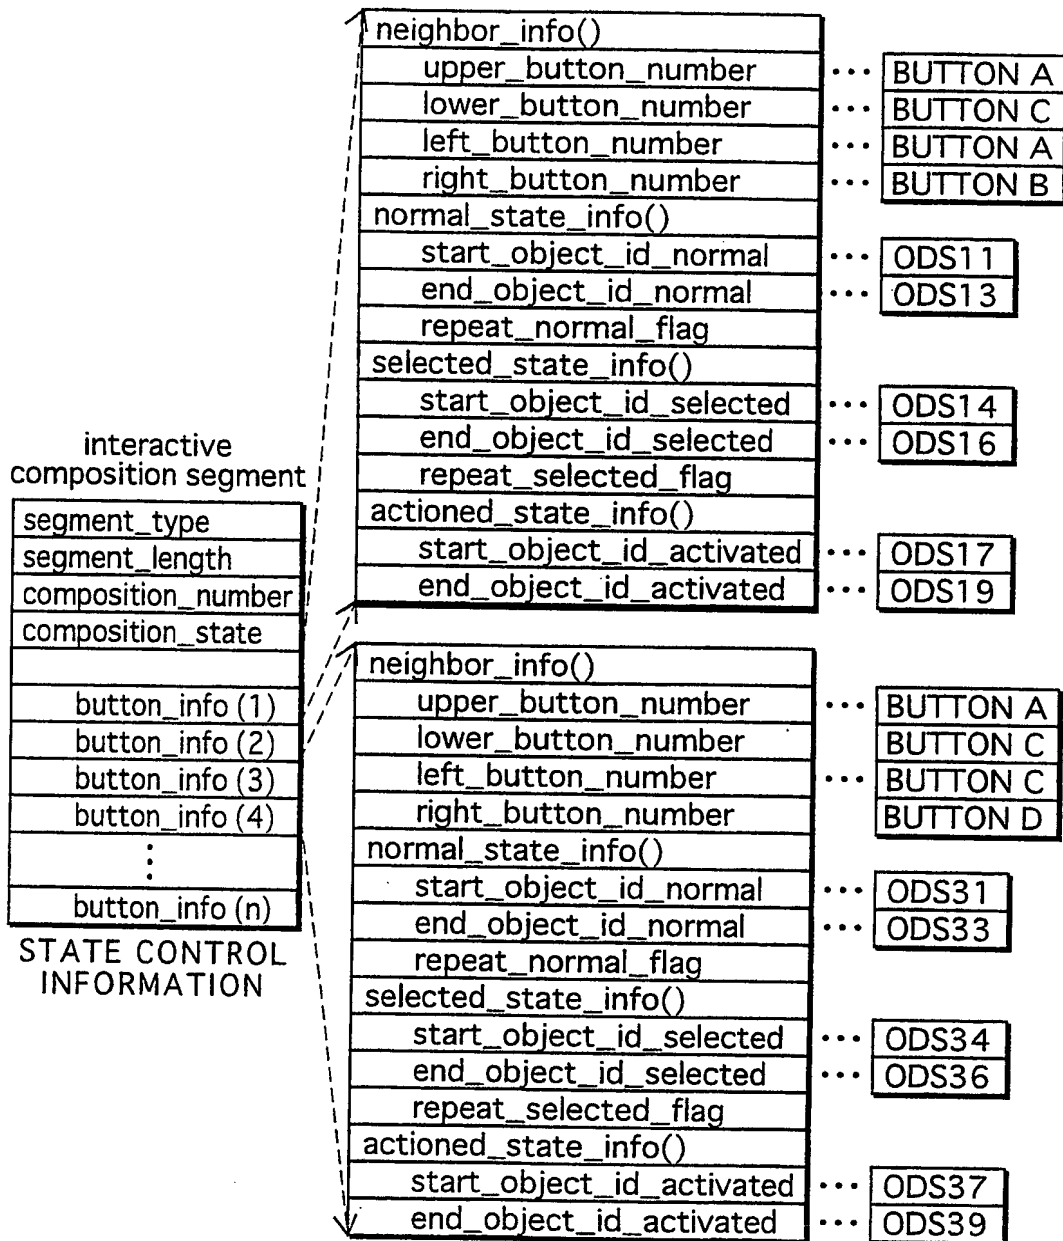 interactive
composition segment
segment_type
segment_length
composition_number
composition_state
button_info (1)
button_info (2)
button_info (3)
button_info (4)
⋮
button_info (n)
STATE CONTROL
INFORMATION
neighbor_info()
upper_button_number ••• BUTTON A
lower_button_number ••• BUTTON C
left_button_number ••• BUTTON A
right_button_number ••• BUTTON B
normal_state_info()
start_object_id_normal ••• ODS11
end_object_id_normal ••• ODS13
repeat_normal_flag
selected_state_info()
start_object_id_selected ••• ODS14
end_object_id_selected ••• ODS16
repeat_selected_flag
actioned_state_info()
start_object_id_activated ••• ODS17
end_object_id_activated ••• ODS19
neighbor_info()
upper_button_number ••• BUTTON A
lower_button_number BUTTON C
left_button_number ••• BUTTON C
right_button_number BUTTON D
normal_state_info()
start_object_id_normal ••• ODS31
end_object_id_normal ••• ODS33
repeat_normal_flag
selected_state_info()
start_object_id_selected ••• ODS34
end_object_id_selected ••• ODS36
repeat_selected_flag
actioned_state_info()
start_object_id_activated ••• ODS37
end_object_id_activated ••• ODS39